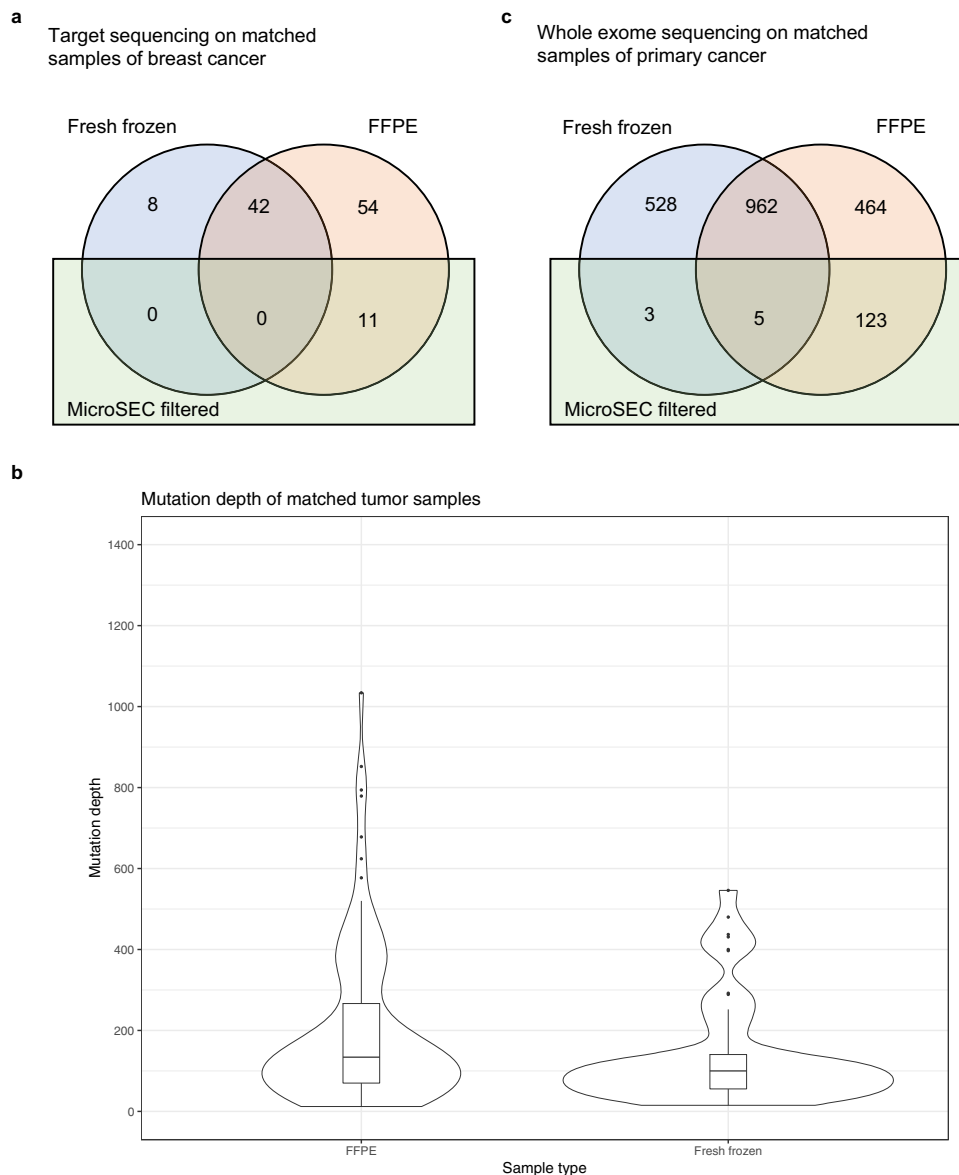 a
Target sequencing on matched
samples of breast cancer
Fresh frozen
FFPE
8
42
54
0
0
11
MicroSEC filtered
c
Whole exome sequencing on matched
samples of primary cancer
Fresh frozen
FFPE
528
962
464
3
5
123
MicroSEC filtered
b
Mutation depth of matched tumor samples
1400
1200
1000
800
600
400
200
0
Mutation depth
FFPE
Fresh frozen
Sample type